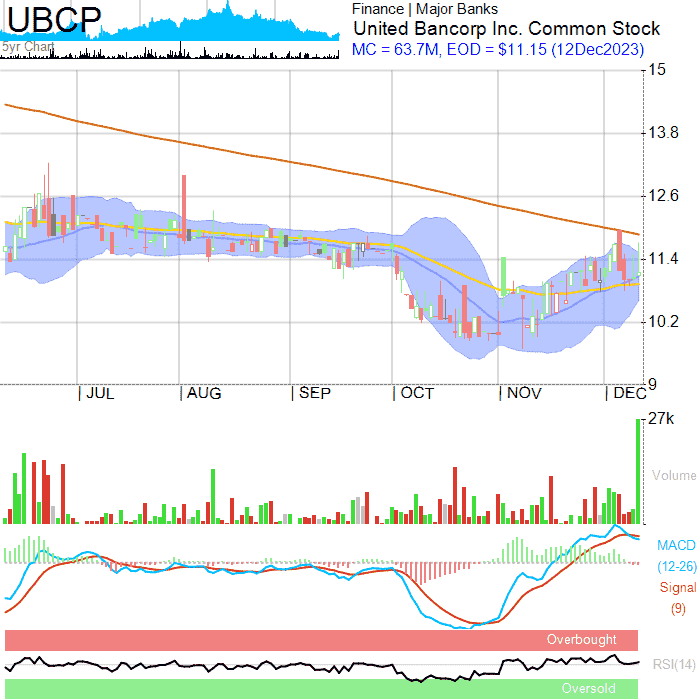 UBCP
5yr Chart
Finance | Major Banks
United Bancorp Inc. Common Stock
MC = 63.7M, EOD = $11.15 (12Dec2023)
15
13.8
12.6
11.4
10.2
9
JUL AUG SEP OCT NOV DEC
27k
Volume
MACD
(12-26)
Signal
(9)
Overbought
RSI(14)
Oversold